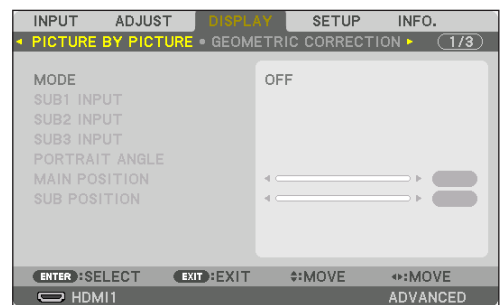 INPUT ADJUST DISPLAY SETUP INFO.
◂ PICTURE BY PICTURE • GEOMETRIC CORRECTION ▸ 1/3
MODE OFF
SUB1 INPUT
SUB2 INPUT
SUB3 INPUT
PORTRAIT ANGLE
MAIN POSITION
SUB POSITION
ENTER :SELECT EXIT :EXIT ♦:MOVE ◂▸:MOVE
HDMI1 ADVANCED